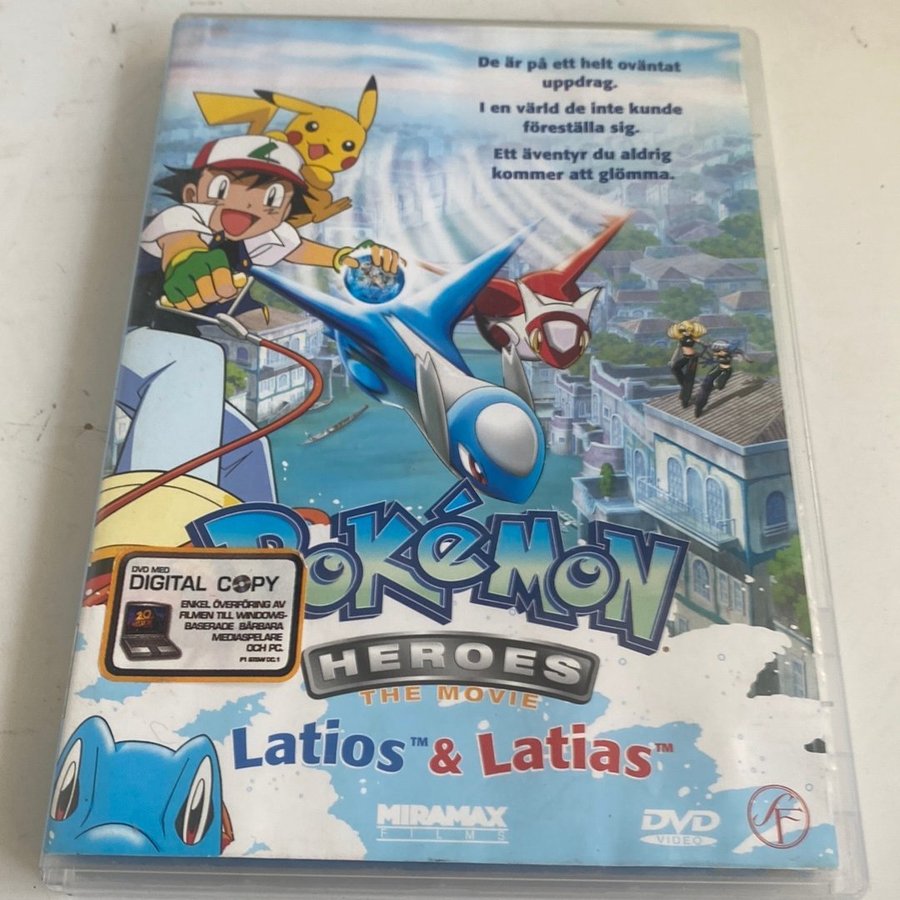 De är på ett helt oväntat
uppdrag.
I en värld de inte kunde
föreställa sig.
Ett äventyr du aldrig
kommer att glömma.
POKéMON
HEROES
THE MOVIE
Latios™ & Latias™
DVD MED
DIGITAL COPY
ENKEL ÖVERFÖRING AV
FILMEN TILL WINDOWS-
BASERADE BÄRBARA
MEDIASPELARE
OCH PC.
MIRAMAX
FILMS
DVD
VIDEO
SF